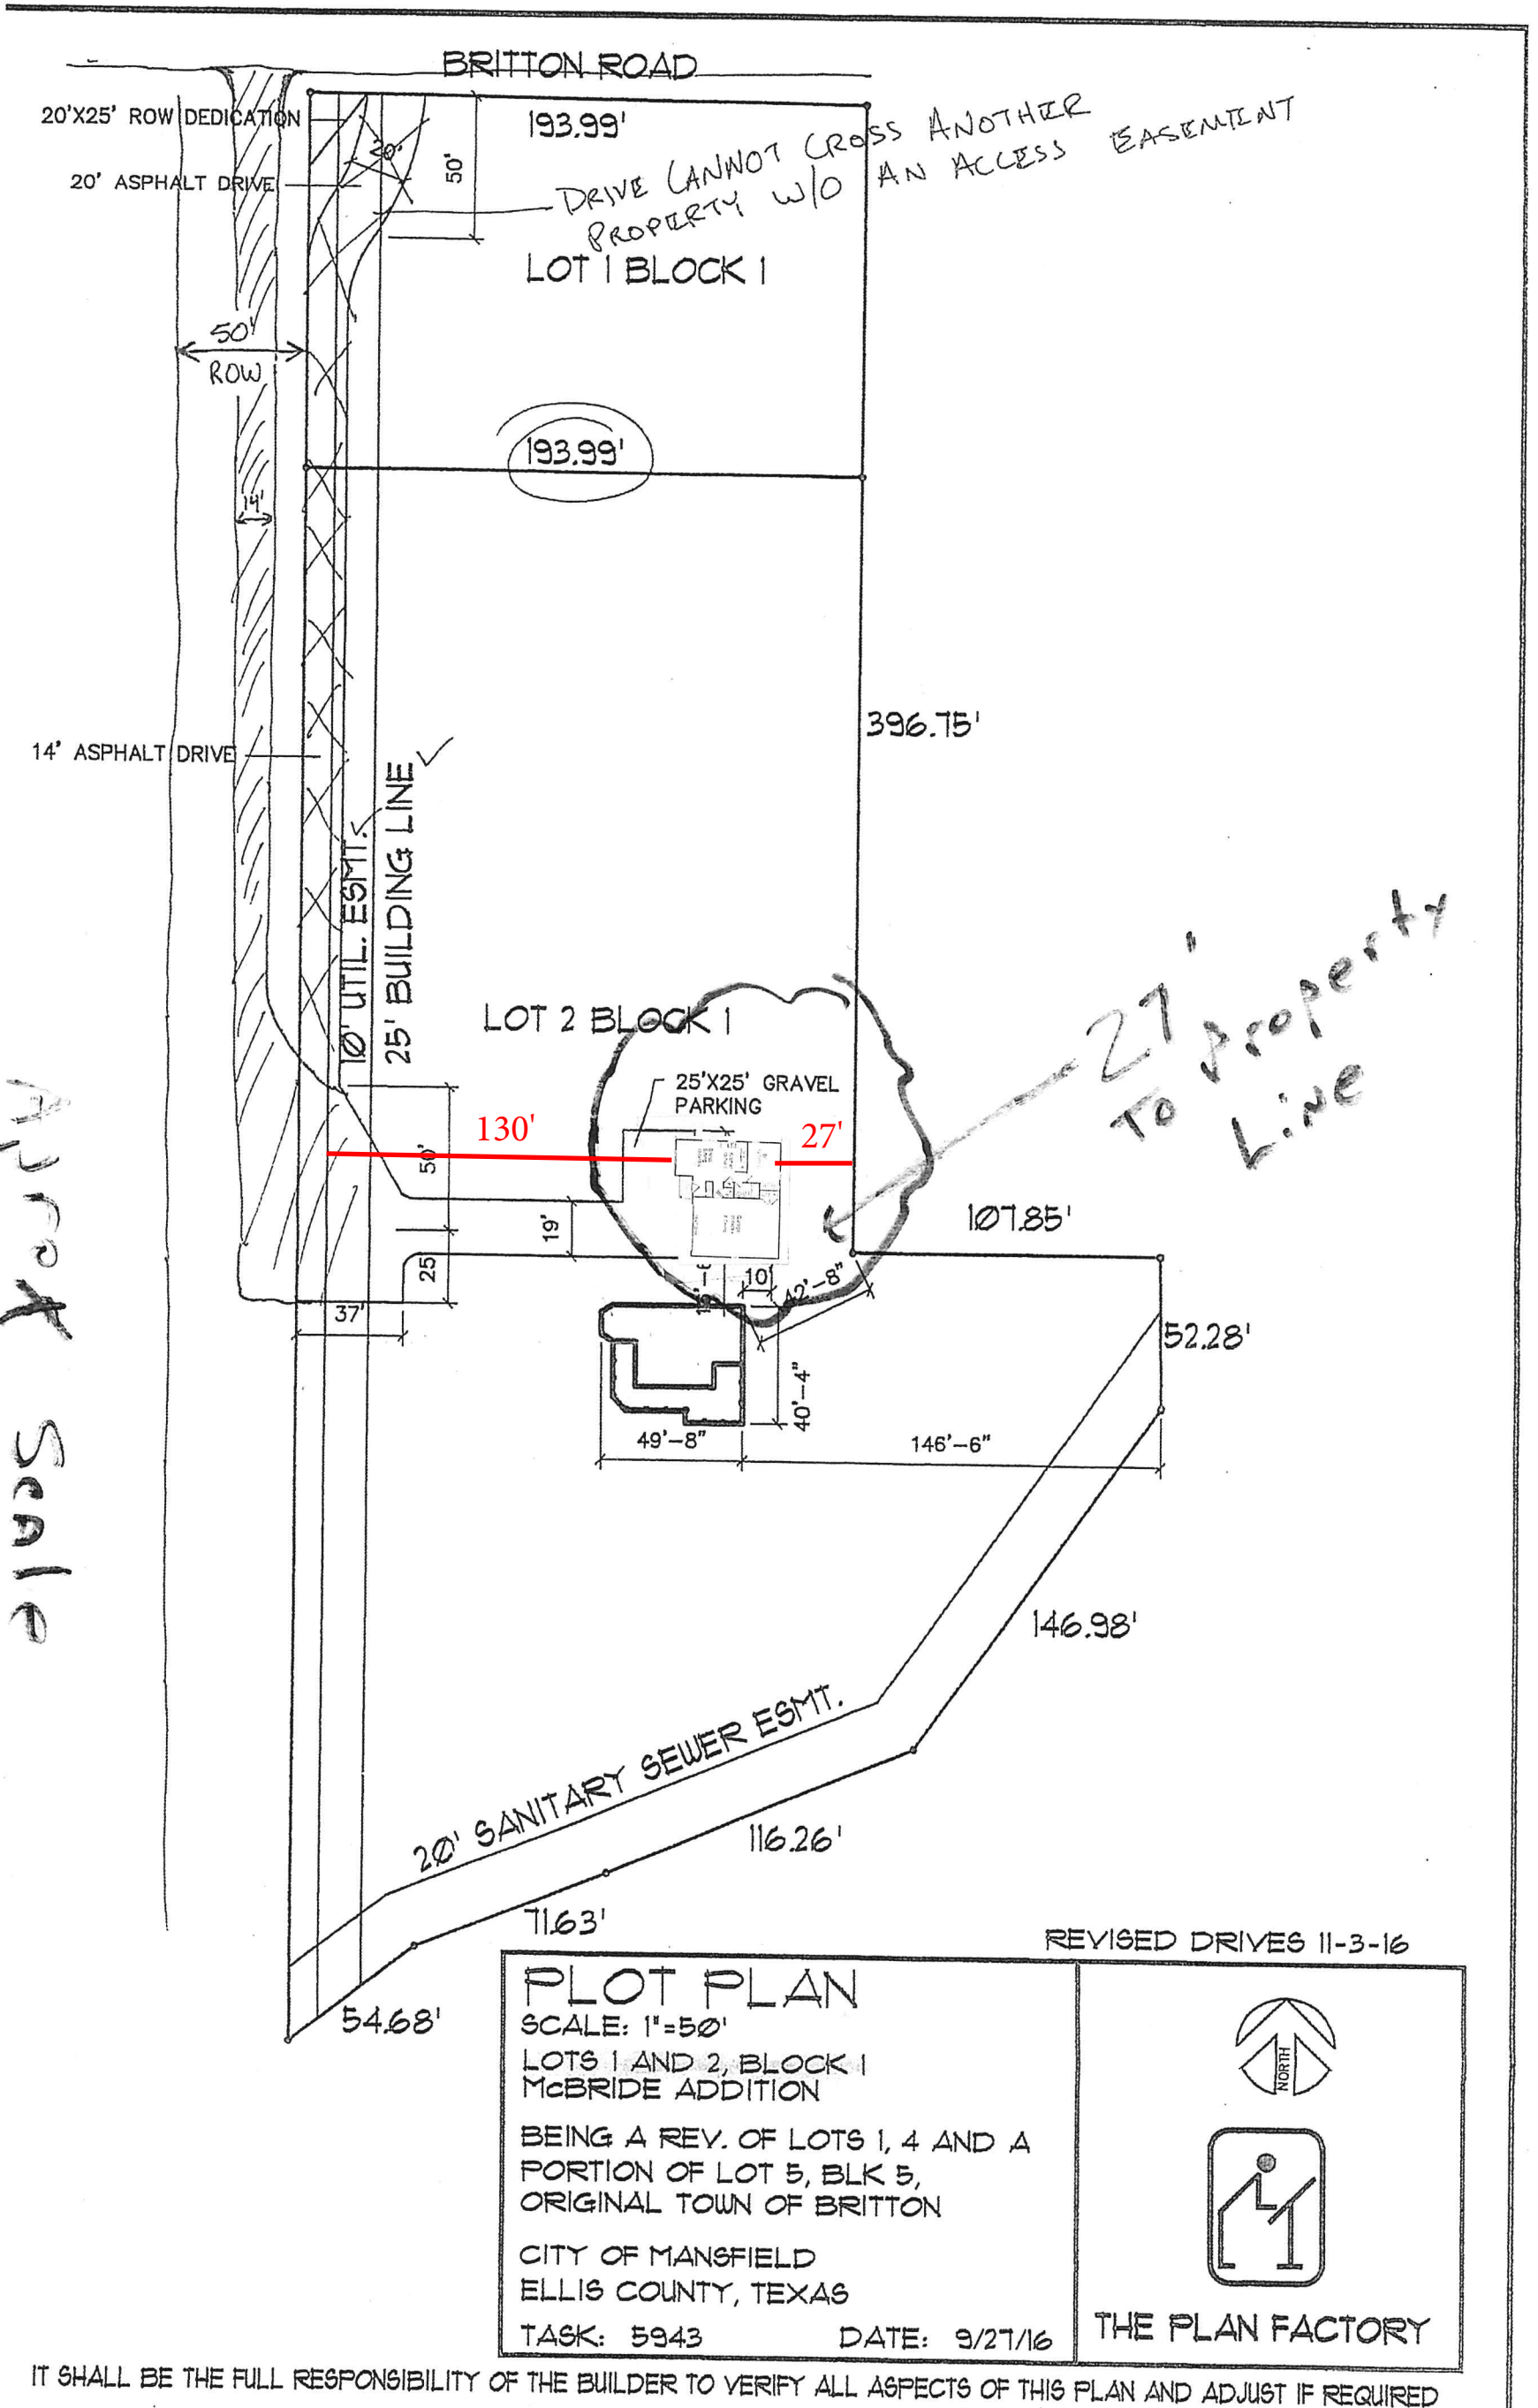 BRITTON ROAD
20'X25' ROW DEDICATION
193.99'
20'
50'
20' ASPHALT DRIVE
DRIVE CANNOT CROSS ANOTHER
PROPERTY W/O AN ACCESS EASEMENT
LOT 1 BLOCK 1
50'
ROW
193.99'
14'
396.75'
14' ASPHALT DRIVE
10' UTIL. ESMT.
25' BUILDING LINE
LOT 2 BLOCK 1
27'
To property
Line
25'X25' GRAVEL
PARKING
130'
27'
50'
19'
107.85'
25'
10'
42'-8"
37'
52.28'
40'-4"
49'-8"
146'-6"
Aprox Scale
146.98'
20' SANITARY SEWER ESMT.
116.26'
71.63'
54.68'
REVISED DRIVES 11-3-16
PLOT PLAN
SCALE: 1"=50'
LOTS 1 AND 2, BLOCK 1
McBRIDE ADDITION
BEING A REV. OF LOTS 1, 4 AND A
PORTION OF LOT 5, BLK 5,
ORIGINAL TOWN OF BRITTON
CITY OF MANSFIELD
ELLIS COUNTY, TEXAS
TASK: 5943 DATE: 9/27/16
NORTH
THE PLAN FACTORY
IT SHALL BE THE FULL RESPONSIBILITY OF THE BUILDER TO VERIFY ALL ASPECTS OF THIS PLAN AND ADJUST IF REQUIRED